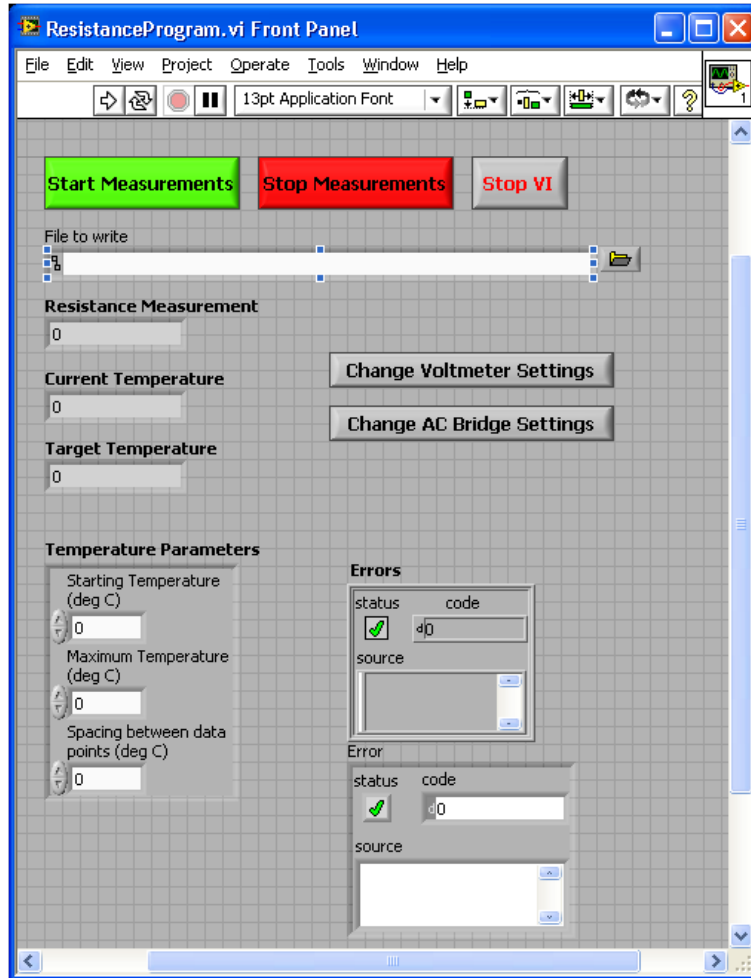 ResistanceProgram.vi Front Panel
File Edit View Project Operate Tools Window Help
13pt Application Font
1
Start Measurements Stop Measurements Stop VI
File to write
Resistance Measurement
0
Change Voltmeter Settings
Current Temperature
0
Change AC Bridge Settings
Target Temperature
0
Temperature Parameters
Starting Temperature
(deg C)
0
Maximum Temperature
(deg C)
0
Spacing between data
points (deg C)
0
Errors
status code
d0
source
Error
status code
d0
source